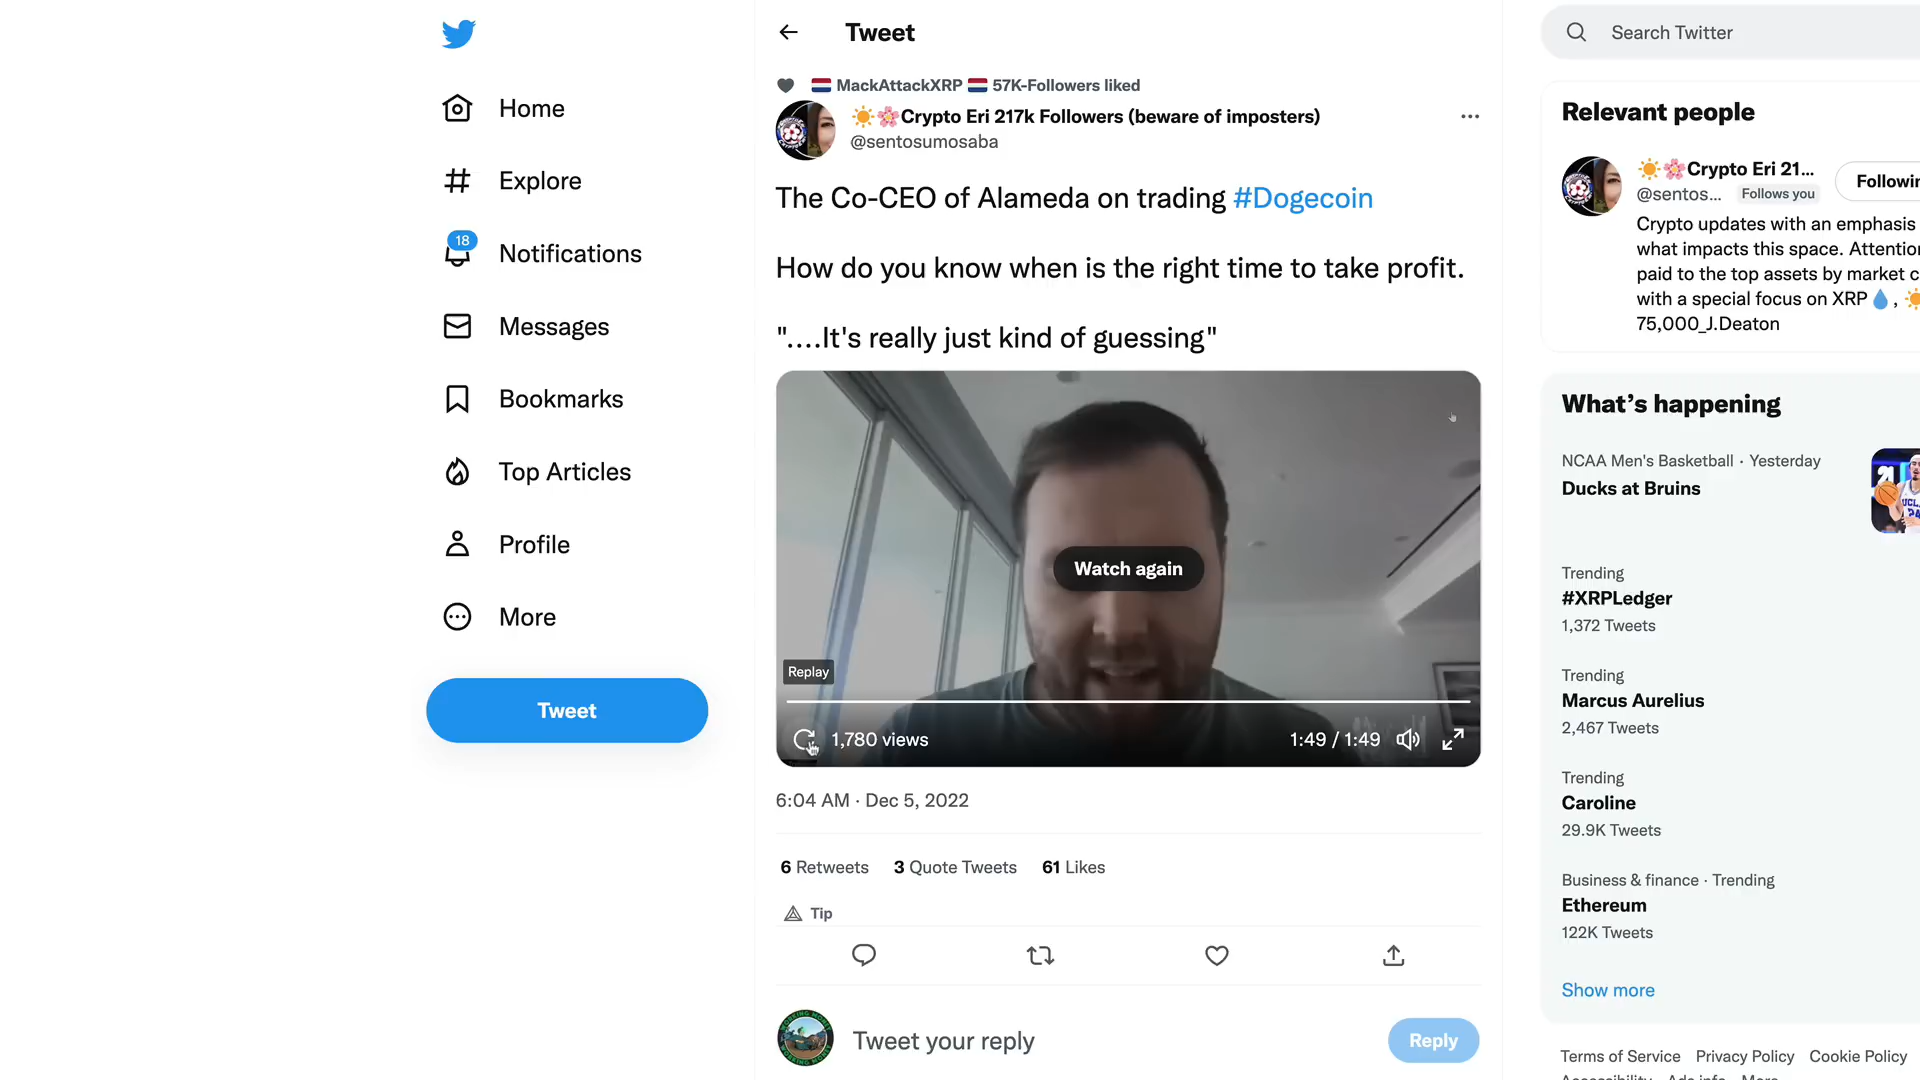 Home
Explore
18
Notifications
Messages
Bookmarks
Top Articles
Profile
More
Tweet
Tweet
MackAttackXRP 57K-Followers liked
☀️🌸Crypto Eri 217k Followers (beware of imposters)
@sentosumosaba
The Co-CEO of Alameda on trading #Dogecoin
How do you know when is the right time to take profit.
"....It's really just kind of guessing"
Watch again
Replay
1,780 views
1:49 / 1:49
6:04 AM · Dec 5, 2022
6 Retweets 3 Quote Tweets 61 Likes
Tip
Tweet your reply
Reply
Search Twitter
Relevant people
☀️🌸Crypto Eri 21...
@sentos... Follows you
Followin
Crypto updates with an emphasis
what impacts this space. Attention
paid to the top assets by market c
with a special focus on XRP💧, ☀️
75,000_J.Deaton
What's happening
NCAA Men's Basketball · Yesterday
Ducks at Bruins
Trending
#XRPLedger
1,372 Tweets
Trending
Marcus Aurelius
2,467 Tweets
Trending
Caroline
29.9K Tweets
Business & finance · Trending
Ethereum
122K Tweets
Show more
Terms of Service Privacy Policy Cookie Policy
Accessibility Ads info More